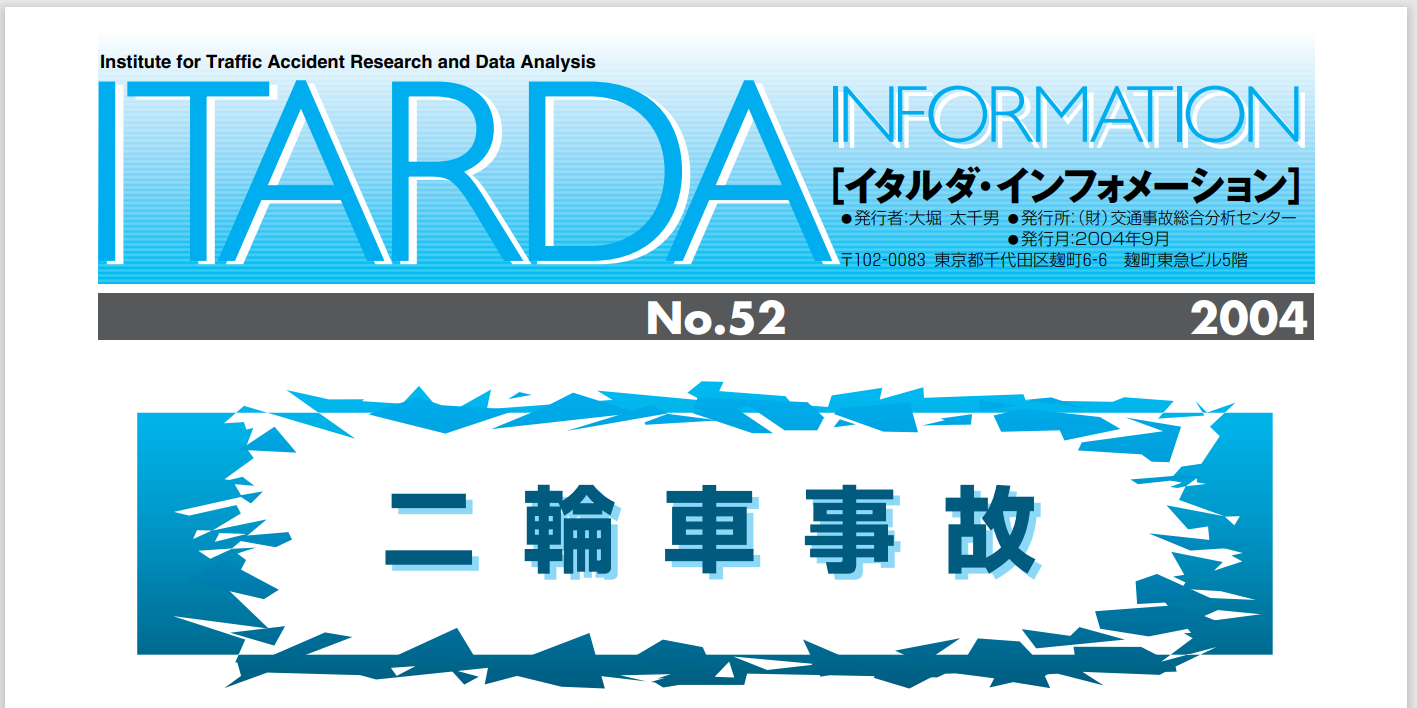 Institute for Traffic Accident Research and Data Analysis
ITARDA INFORMATION
[イタルダ・インフォメーション]
●発行者:大堀 太千男 ●発行所:(財)交通事故総合分析センター
●発行月:2004年9月
〒102-0083 東京都千代田区麹町6-6 麹町東急ビル5階
No.52 2004
二輪車事故